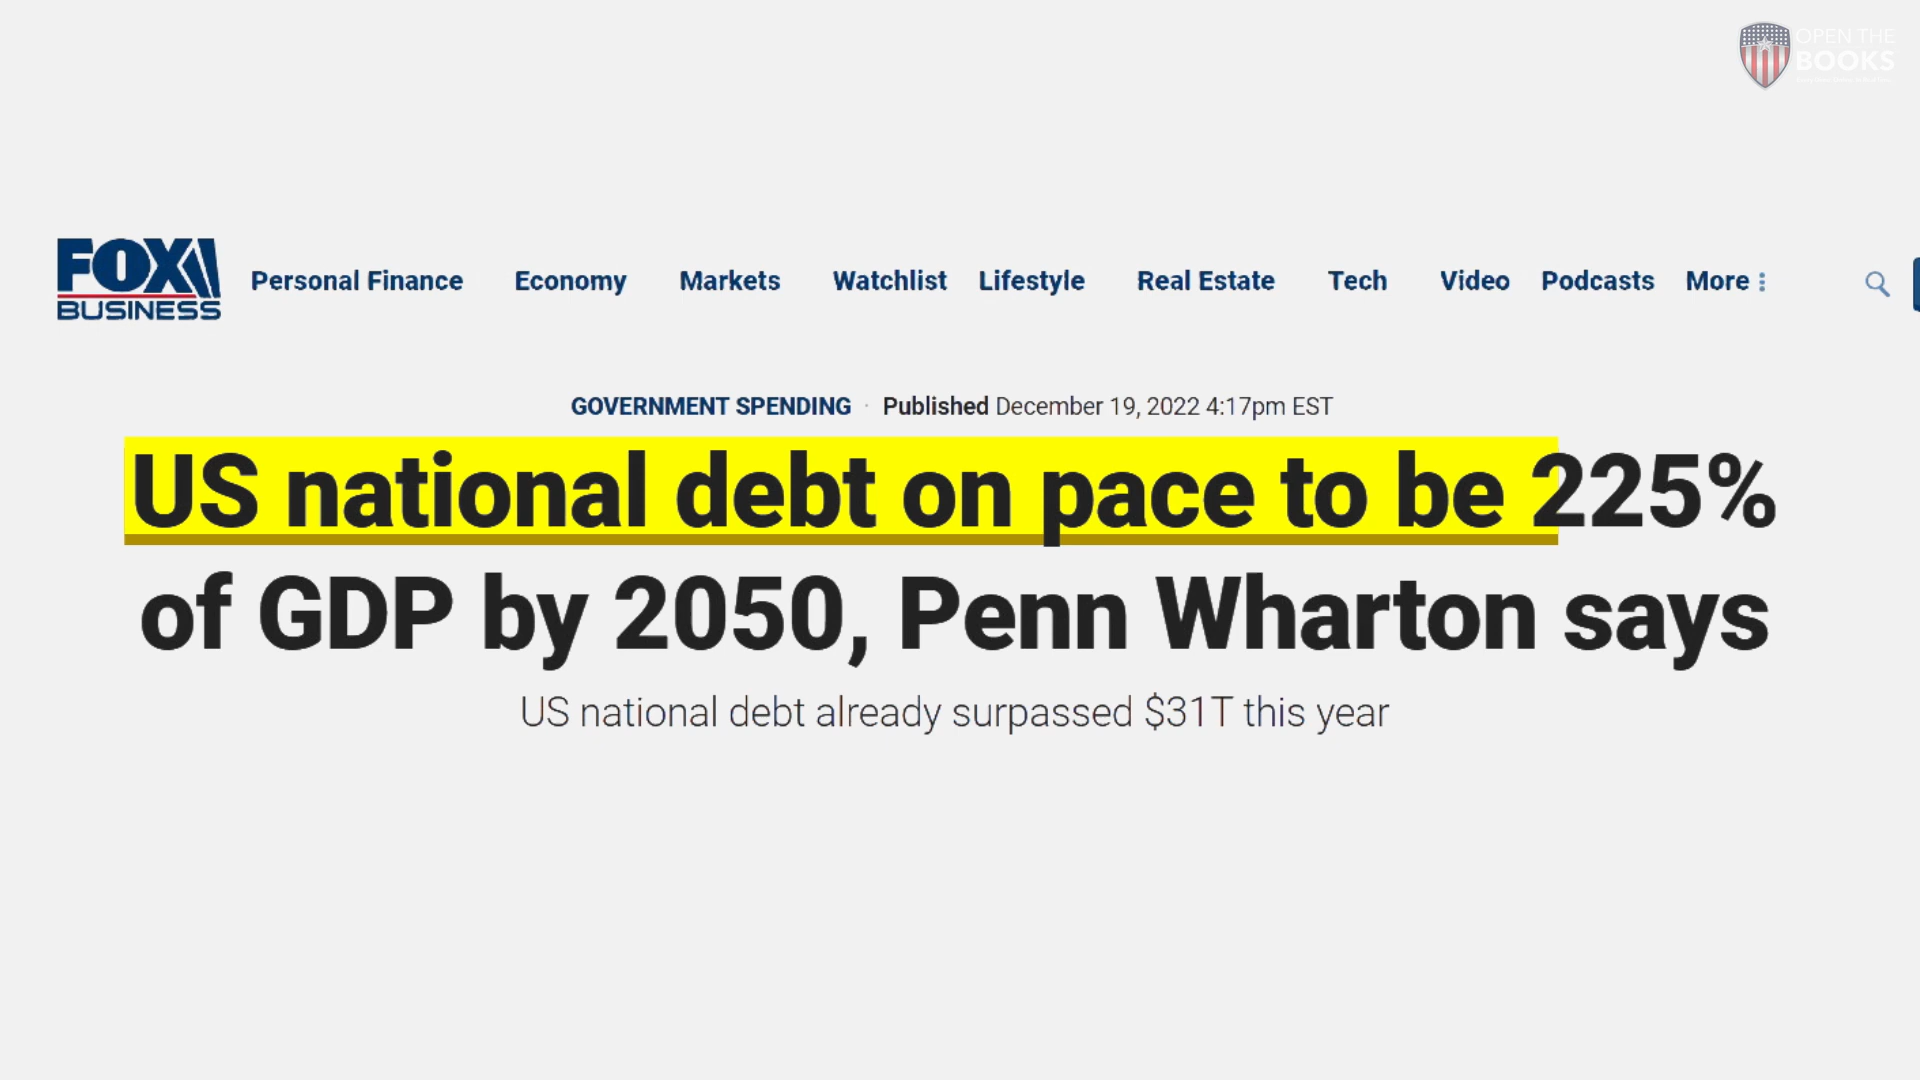 OPEN THE
BOOKS
FOX
BUSINESS
Personal Finance Economy Markets Watchlist Lifestyle Real Estate Tech Video Podcasts More
GOVERNMENT SPENDING · Published December 19, 2022 4:17pm EST
US national debt on pace to be 225%
of GDP by 2050, Penn Wharton says
US national debt already surpassed $31T this year